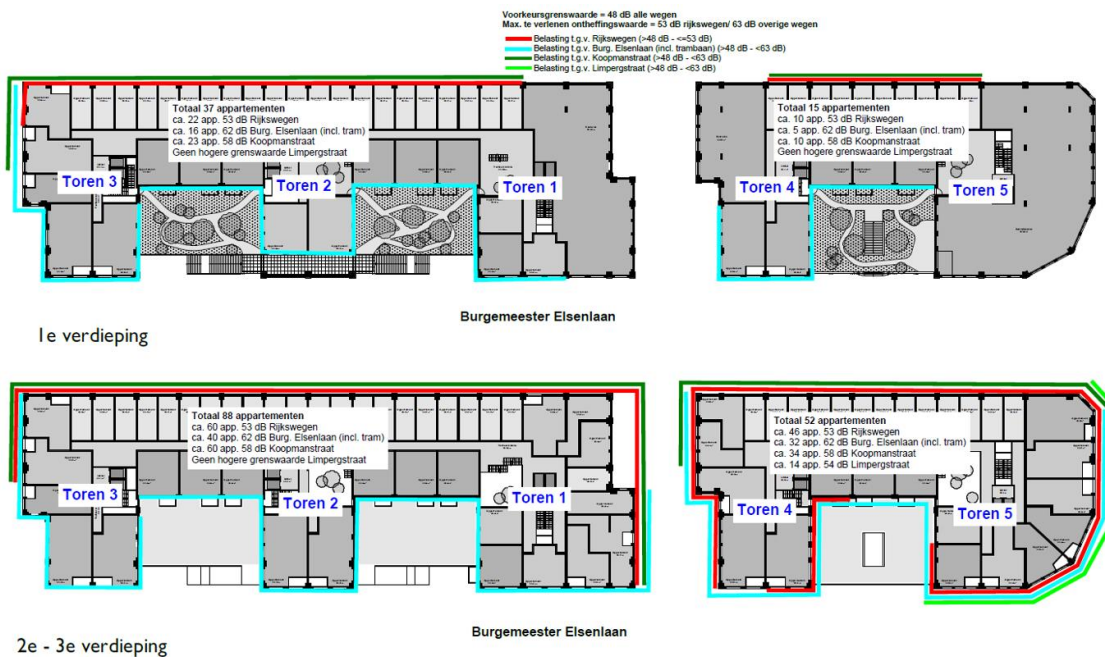 Voorkeursgrenswaarde = 48 dB alle wegen
Max. te verlenen ontheffingswaarde = 53 dB rijkswegen/ 63 dB overige wegen
Belasting t.g.v. Rijkswegen (>48 dB - <=53 dB)
Belasting t.g.v. Burg. Elsenlaan (incl. trambaan) (>48 dB - <63 dB)
Belasting t.g.v. Koopmanstraat (>48 dB - <63 dB)
Belasting t.g.v. Limpergstraat (>48 dB - <63 dB)
Totaal 37 appartementen
ca. 22 app. 53 dB Rijkswegen
ca. 16 app. 62 dB Burg. Elsenlaan (incl. tram)
ca. 23 app. 58 dB Koopmanstraat
Geen hogere grenswaarde Limpergstraat
Toren 3
Toren 2
Toren 1
Totaal 15 appartementen
ca. 10 app. 53 dB Rijkswegen
ca. 5 app. 62 dB Burg. Elsenlaan (incl. tram)
ca. 10 app. 58 dB Koopmanstraat
Geen hogere grenswaarde Limpergstraat
Toren 4
Toren 5
Burgemeester Elsenlaan
1e verdieping
Totaal 88 appartementen
ca. 60 app. 53 dB Rijkswegen
ca. 40 app. 62 dB Burg. Elsenlaan (incl. tram)
ca. 60 app. 58 dB Koopmanstraat
Geen hogere grenswaarde Limpergstraat
Toren 3
Toren 2
Toren 1
Totaal 52 appartementen
ca. 46 app. 53 dB Rijkswegen
ca. 32 app. 62 dB Burg. Elsenlaan (incl. tram)
ca. 34 app. 58 dB Koopmanstraat
ca. 14 app. 54 dB Limpergstraat
Toren 4
Toren 5
Burgemeester Elsenlaan
2e - 3e verdieping